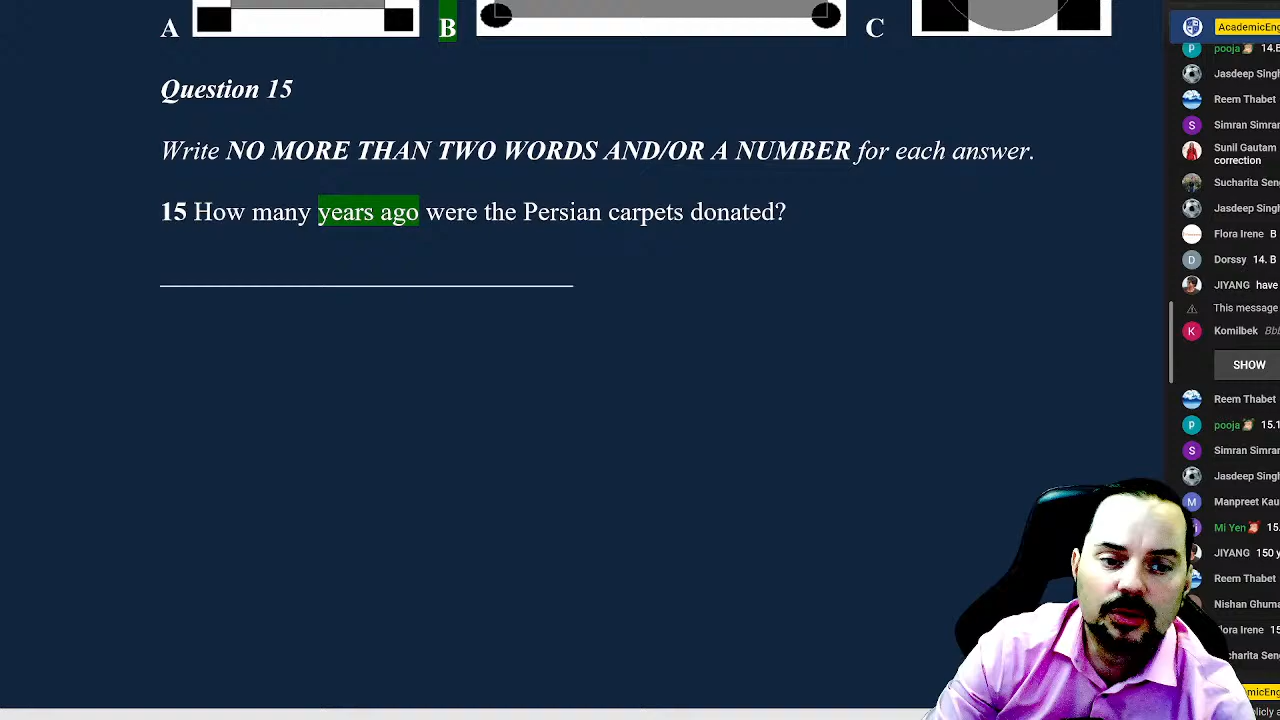 A B C
Question 15
Write NO MORE THAN TWO WORDS AND/OR A NUMBER for each answer.
15 How many years ago were the Persian carpets donated?
AcademicEng
pooja 14.B
Jasdeep Singh
Reem Thabet
S Simran Simran
Sunil Gautam
correction
Sucharita Sen
Jasdeep Singh
Flora Irene B
D Dorssy 14. B
JIYANG have
This message
K Komilbek Bbb
SHOW
Reem Thabet
P pooja 15.1
S Simran Simran
Jasdeep Singh
M Manpreet Kau
Mi Yen 15.
JIYANG 150 y
Reem Thabet
Nishan Ghuma
Flora Irene 15